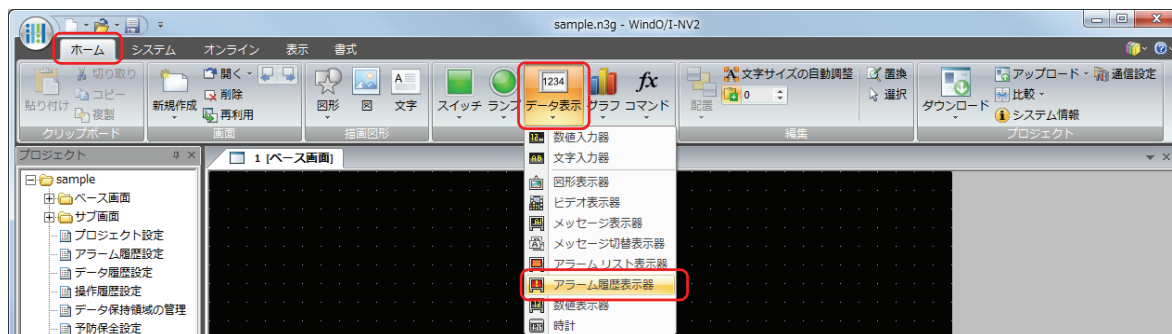 sample.n3g - WindO/I-NV2
ホーム システム オンライン 表示 書式
貼り付け 切り取り コピー 複製
クリップボード
新規作成 開く 削除 再利用
画面
図形 図 文字
描画図形
スイッチ ランプ データ表示 グラフ コマンド
1234
配置 文字サイズの自動調整 0 置換 選択
編集
ダウンロード アップロード 通信設定 比較 システム情報
プロジェクト
プロジェクト
sample
ベース画面
サブ画面
プロジェクト設定
アラーム履歴設定
データ履歴設定
操作履歴設定
データ保持領域の管理
予防保全設定
1 [ベース画面]
数値入力器
文字入力器
図形表示器
ビデオ表示器
メッセージ表示器
メッセージ切替表示器
アラーム リスト表示器
アラーム履歴表示器
数値表示器
時計